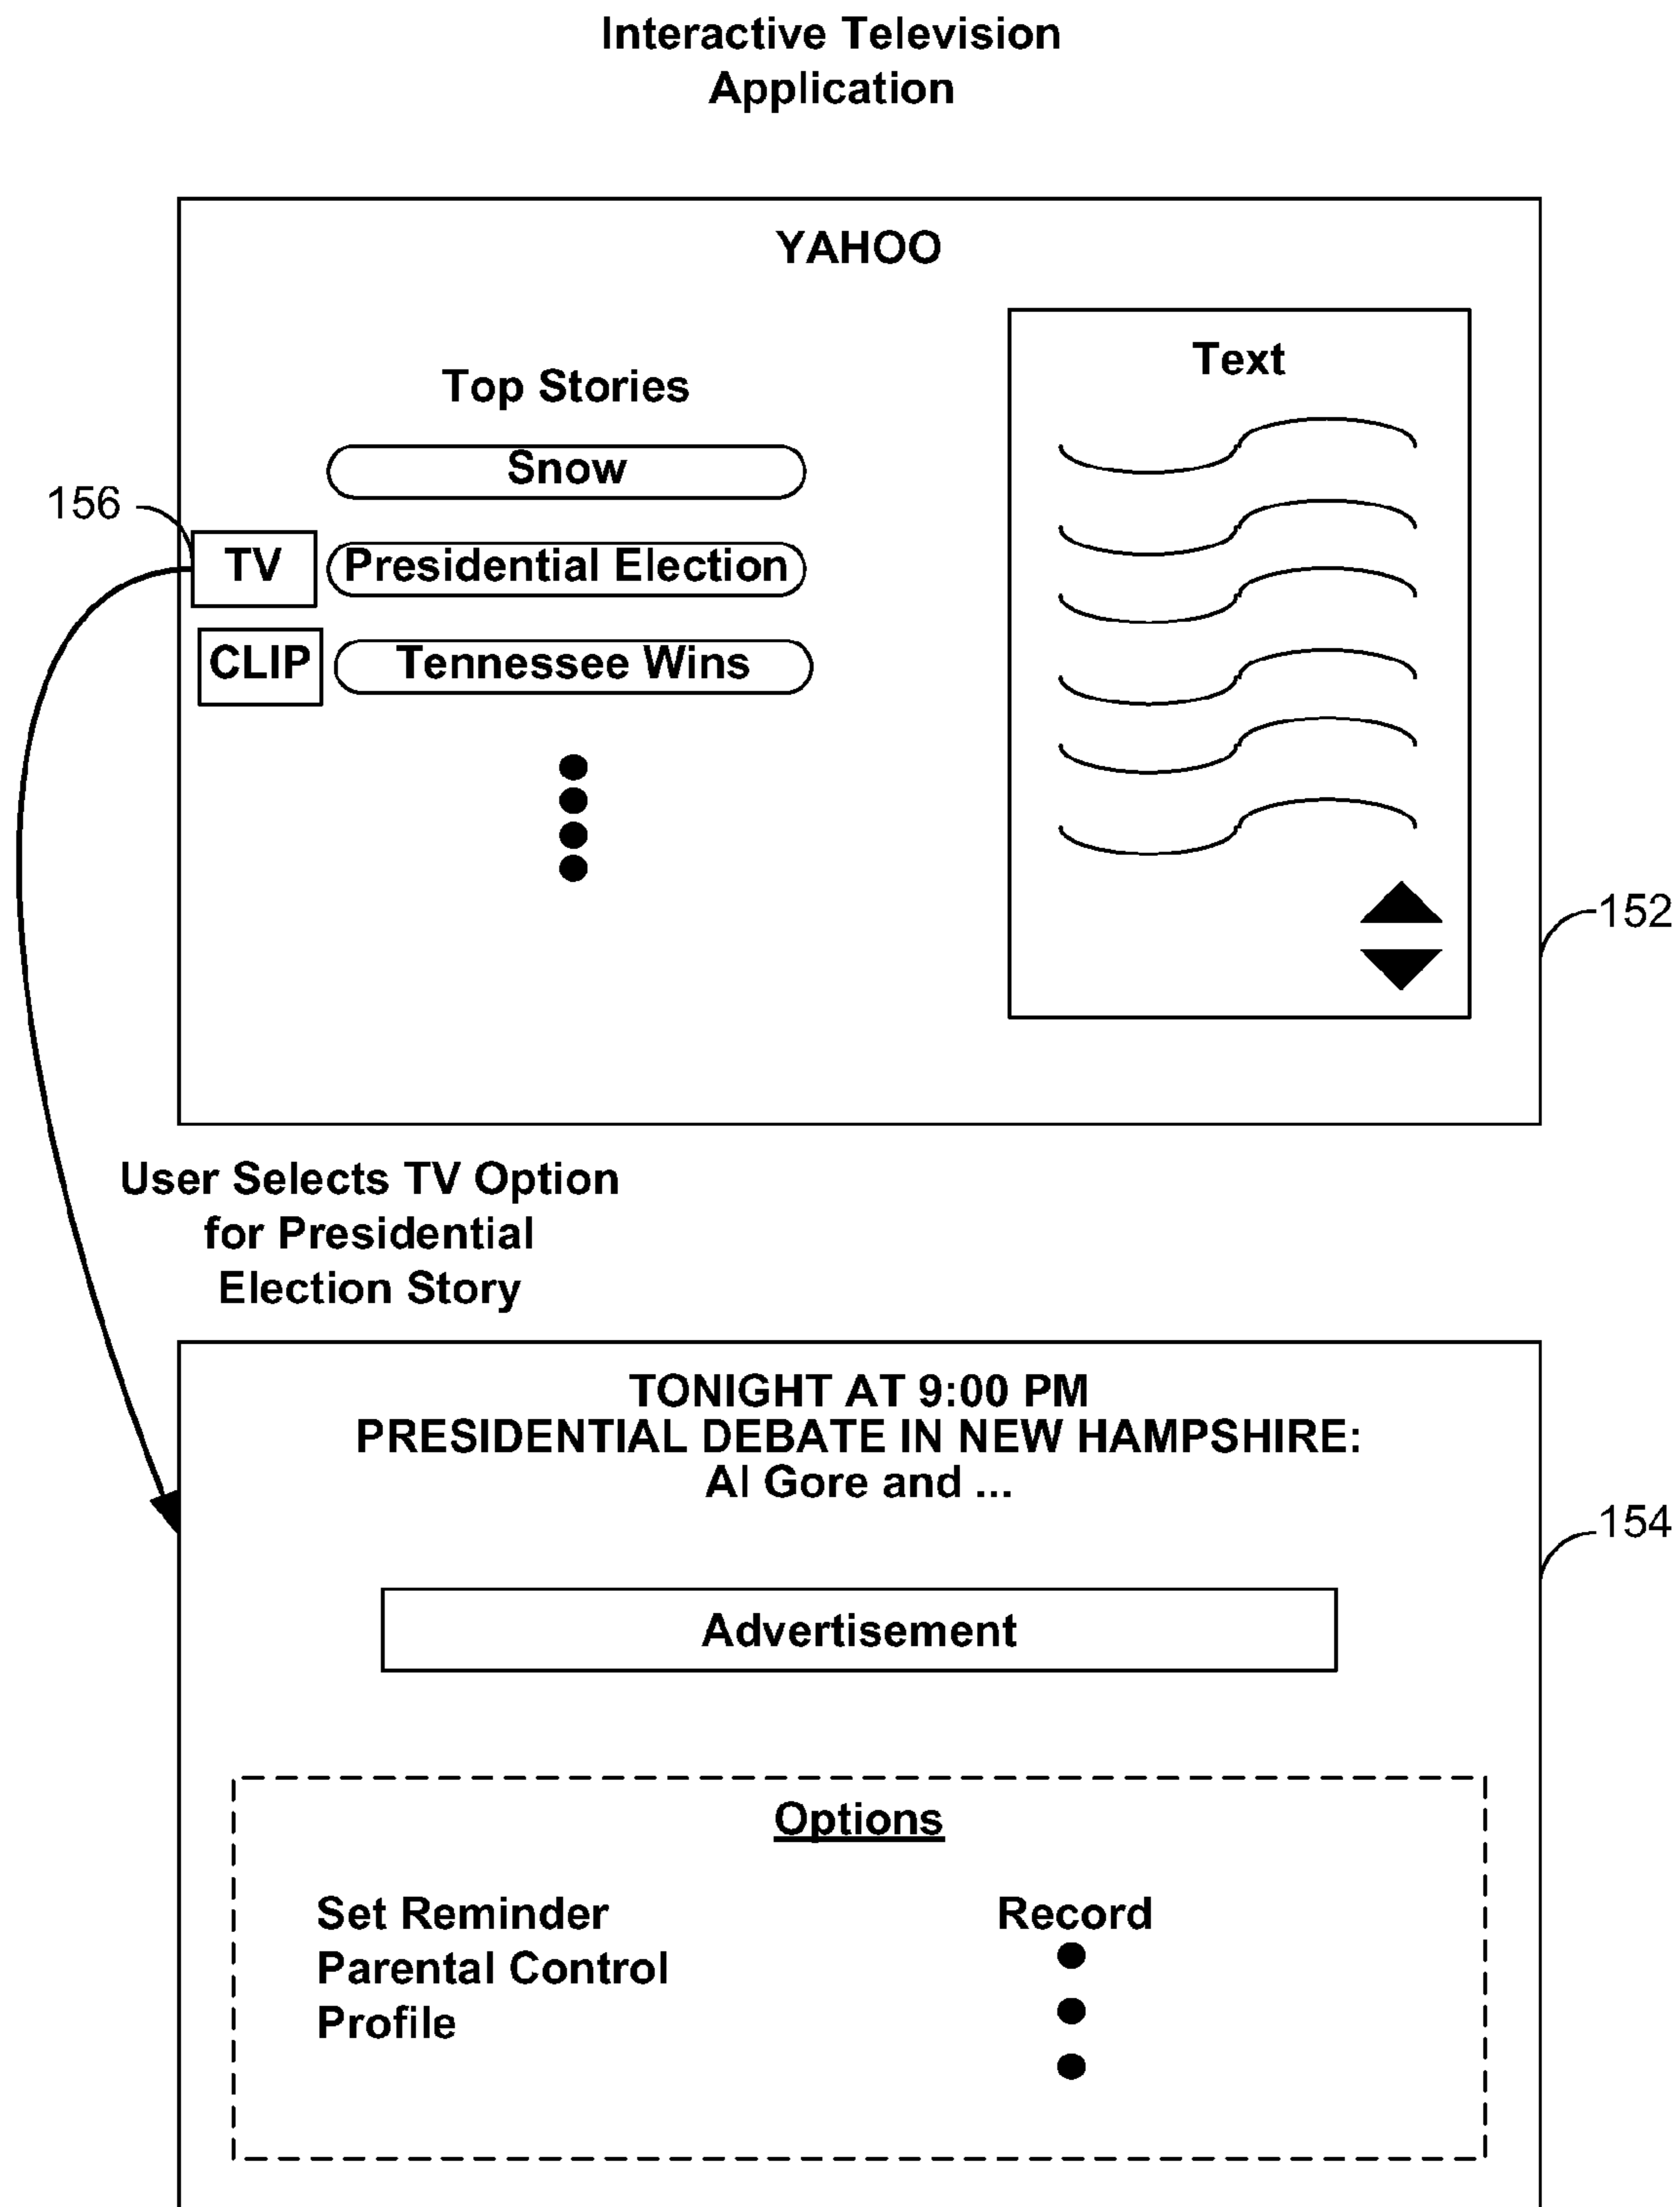 Interactive Television
Application
YAHOO
Top Stories
Snow
156
TV
Presidential Election
CLIP
Tennessee Wins
Text
152
User Selects TV Option
for Presidential
Election Story
TONIGHT AT 9:00 PM
PRESIDENTIAL DEBATE IN NEW HAMPSHIRE:
Al Gore and ...
154
Advertisement
Options
Set Reminder
Parental Control
Profile
Record